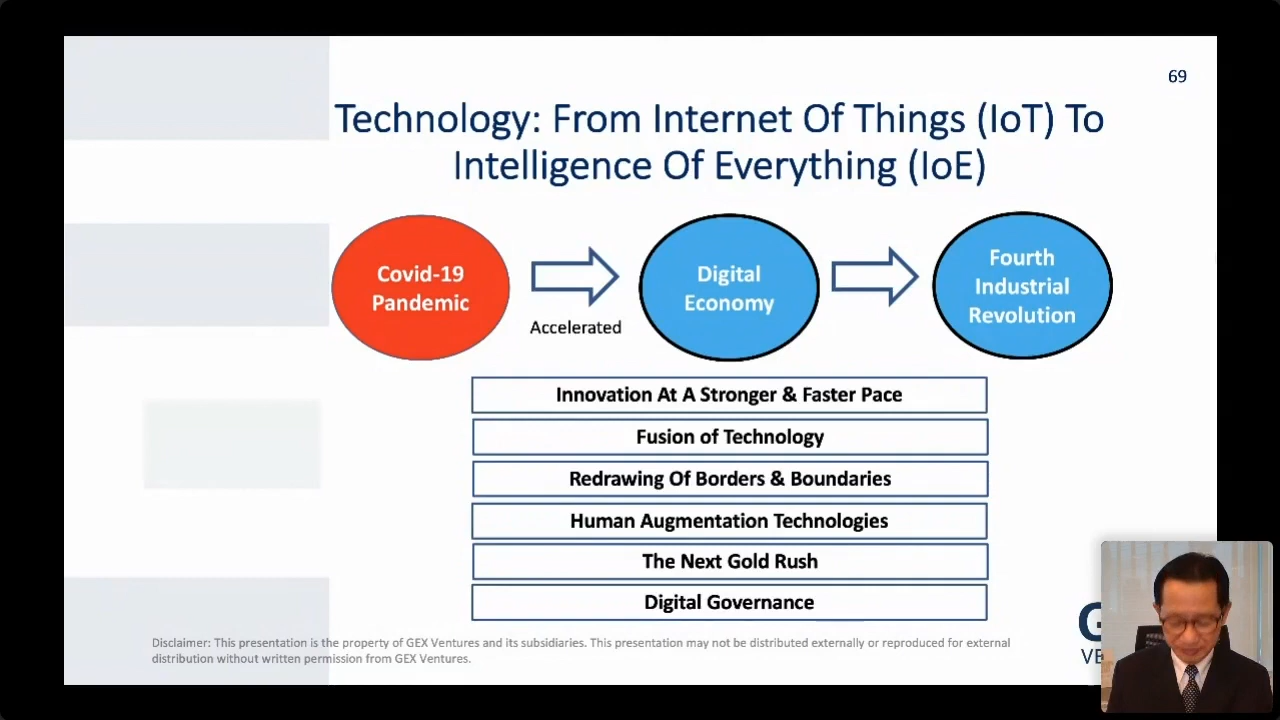 69
Technology: From Internet Of Things (IoT) To
Intelligence Of Everything (IoE)
Covid-19
Pandemic
Accelerated
Digital
Economy
Fourth
Industrial
Revolution
Innovation At A Stronger & Faster Pace
Fusion of Technology
Redrawing Of Borders & Boundaries
Human Augmentation Technologies
The Next Gold Rush
Digital Governance
Disclaimer: This presentation is the property of GEX Ventures and its subsidiaries. This presentation may not be distributed externally or reproduced for external
distribution without written permission from GEX Ventures.